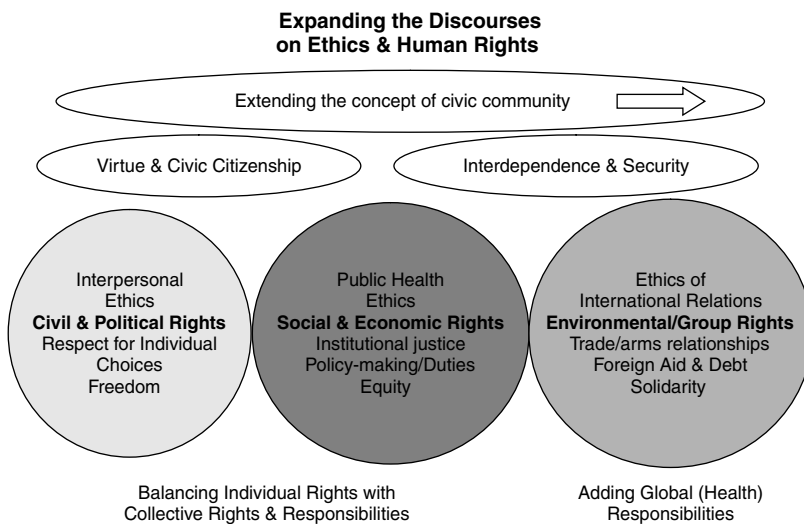 Expanding the Discourses
on Ethics & Human Rights
Extending the concept of civic community
Virtue & Civic Citizenship
Interdependence & Security
Interpersonal
Ethics
Civil & Political Rights
Respect for Individual
Choices
Freedom
Public Health
Ethics
Social & Economic Rights
Institutional justice
Policy-making/Duties
Equity
Ethics of
International Relations
Environmental/Group Rights
Trade/arms relationships
Foreign Aid & Debt
Solidarity
Balancing Individual Rights with
Collective Rights & Responsibilities
Adding Global (Health)
Responsibilities